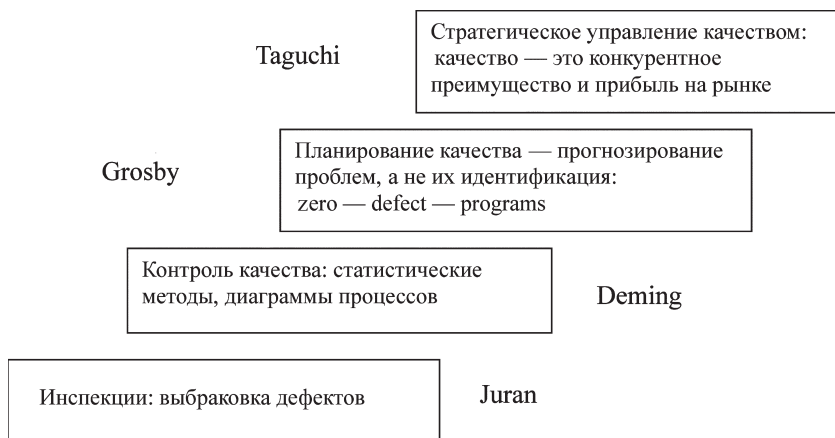 Taguchi
Стратегическое управление качеством:
качество — это конкурентное
преимущество и прибыль на рынке
Grosby
Планирование качества — прогнозирование
проблем, а не их идентификация:
zero — defect — programs
Контроль качества: статистические
методы, диаграммы процессов
Deming
Инспекции: выбраковка дефектов
Juran